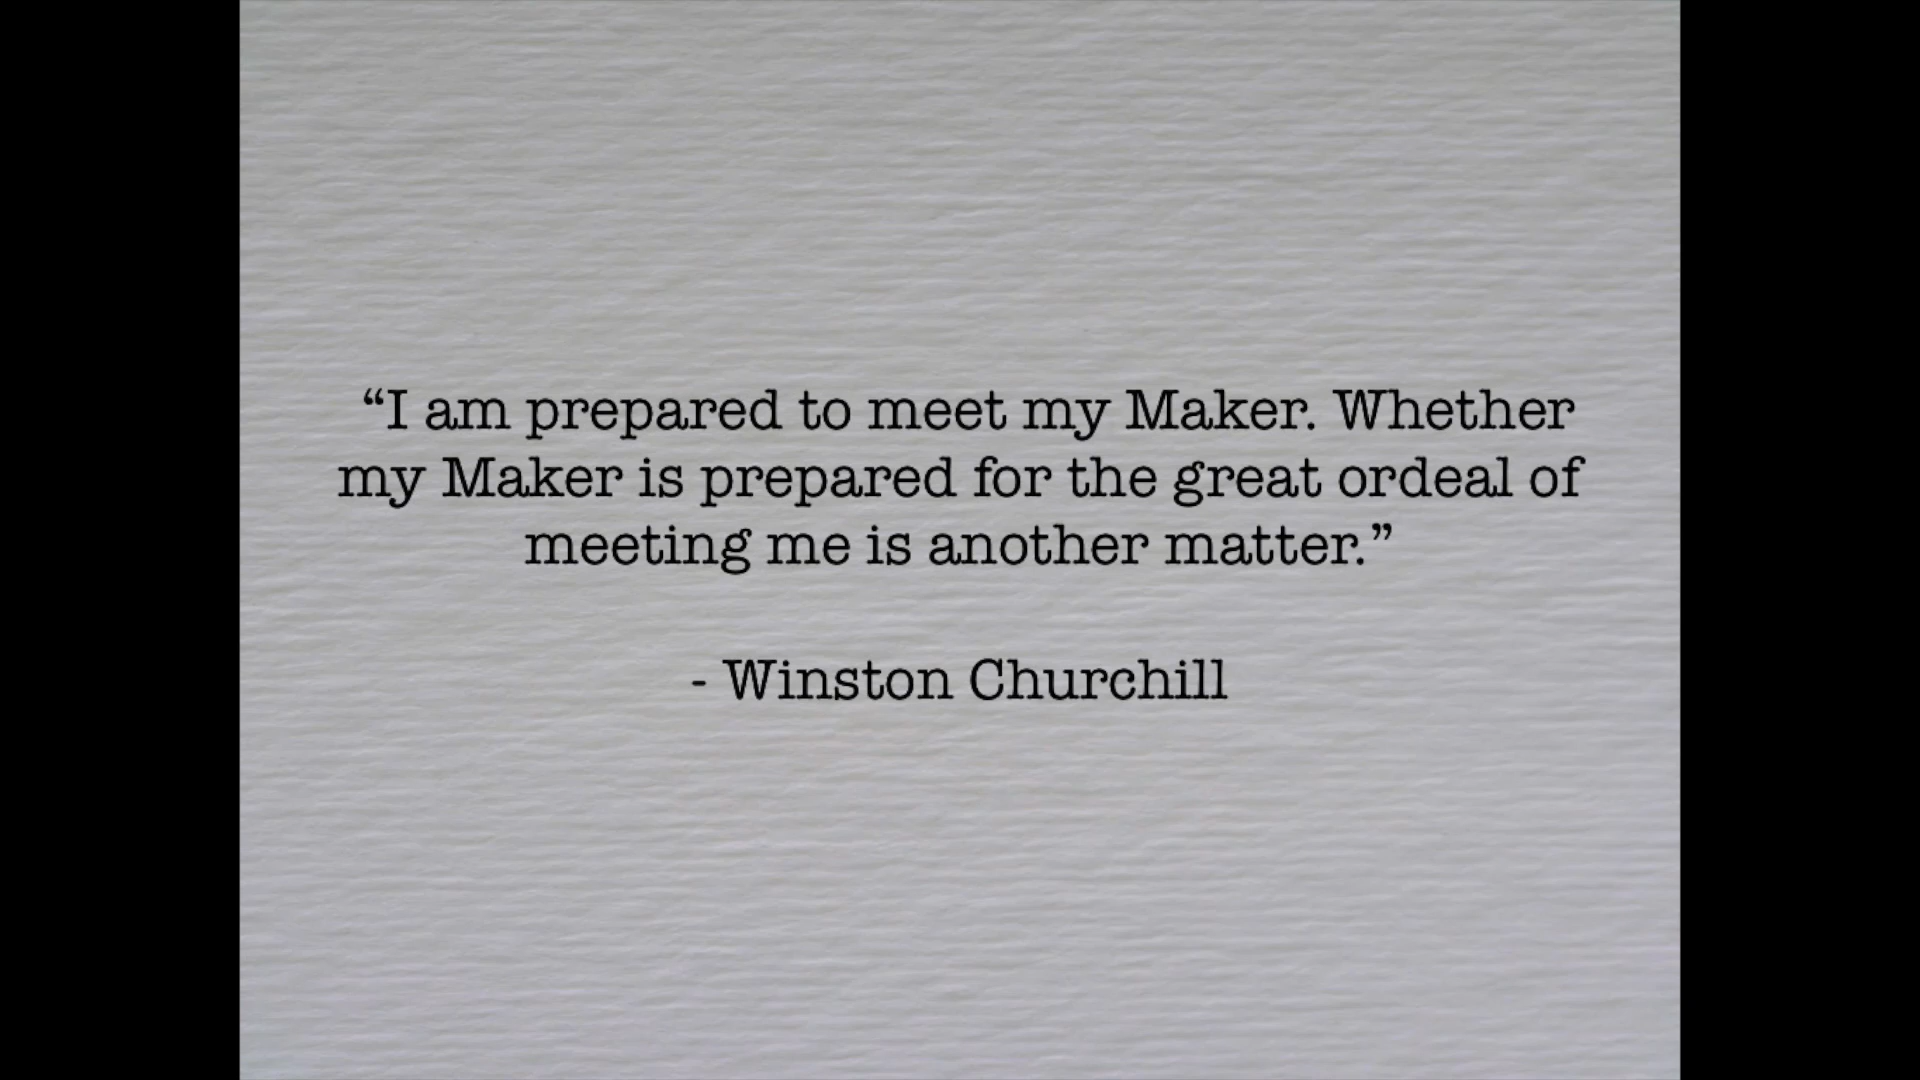 “I am prepared to meet my Maker. Whether
my Maker is prepared for the great ordeal of
meeting me is another matter.”
- Winston Churchill